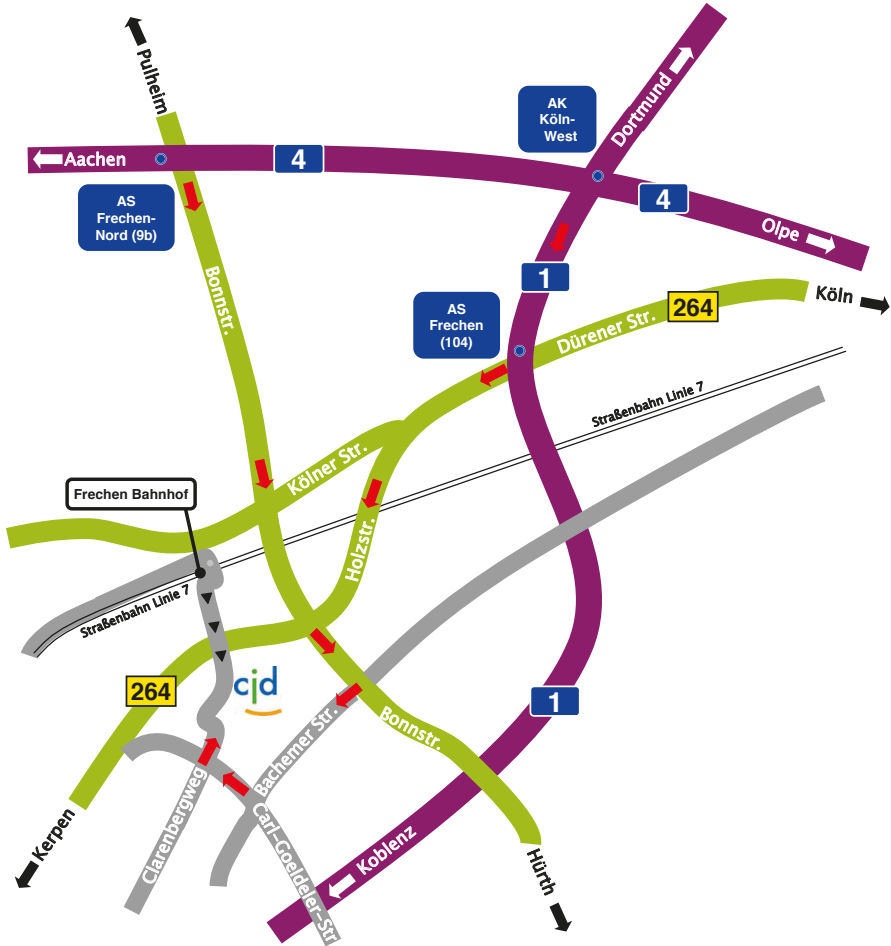 Pulheim
Dortmund
AK
Köln-
West
Aachen
4
4
AS
Frechen-
Nord (9b)
Olpe
Bonnstr.
1
Köln
264
AS
Frechen
(104)
Dürener Str.
Straßenbahn Linie 7
Kölner Str.
Frechen Bahnhof
Holzstr.
Straßenbahn Linie 7
264
cjd
1
Bachemer Str.
Bonnstr.
Clarenbergweg
Carl-Goeldeler-Str
Kerpen
Koblenz
Hürth